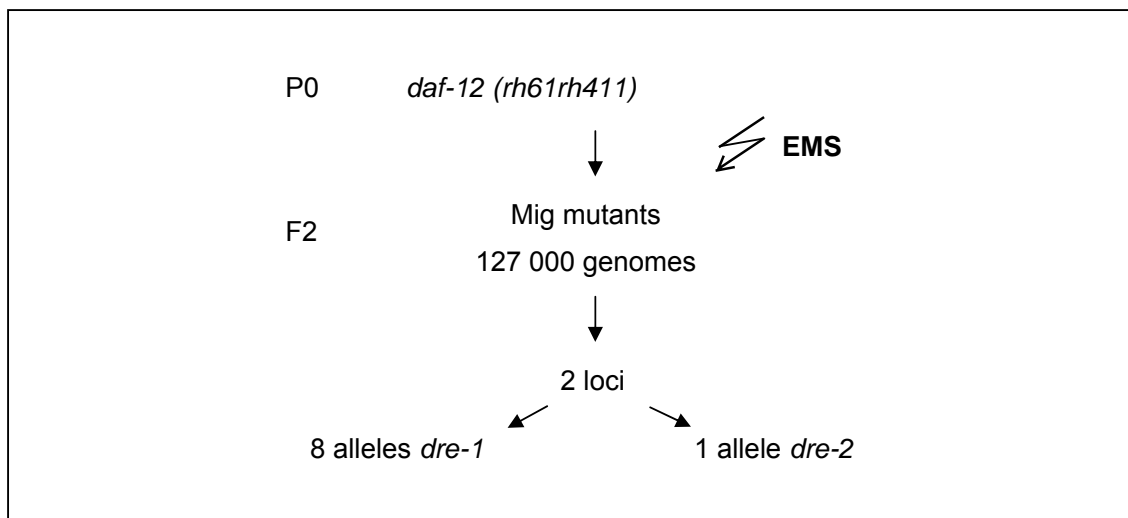 P0 daf-12 (rh61rh411)
EMS
Mig mutants
F2
127 000 genomes
2 loci
8 alleles dre-1 1 allele dre-2